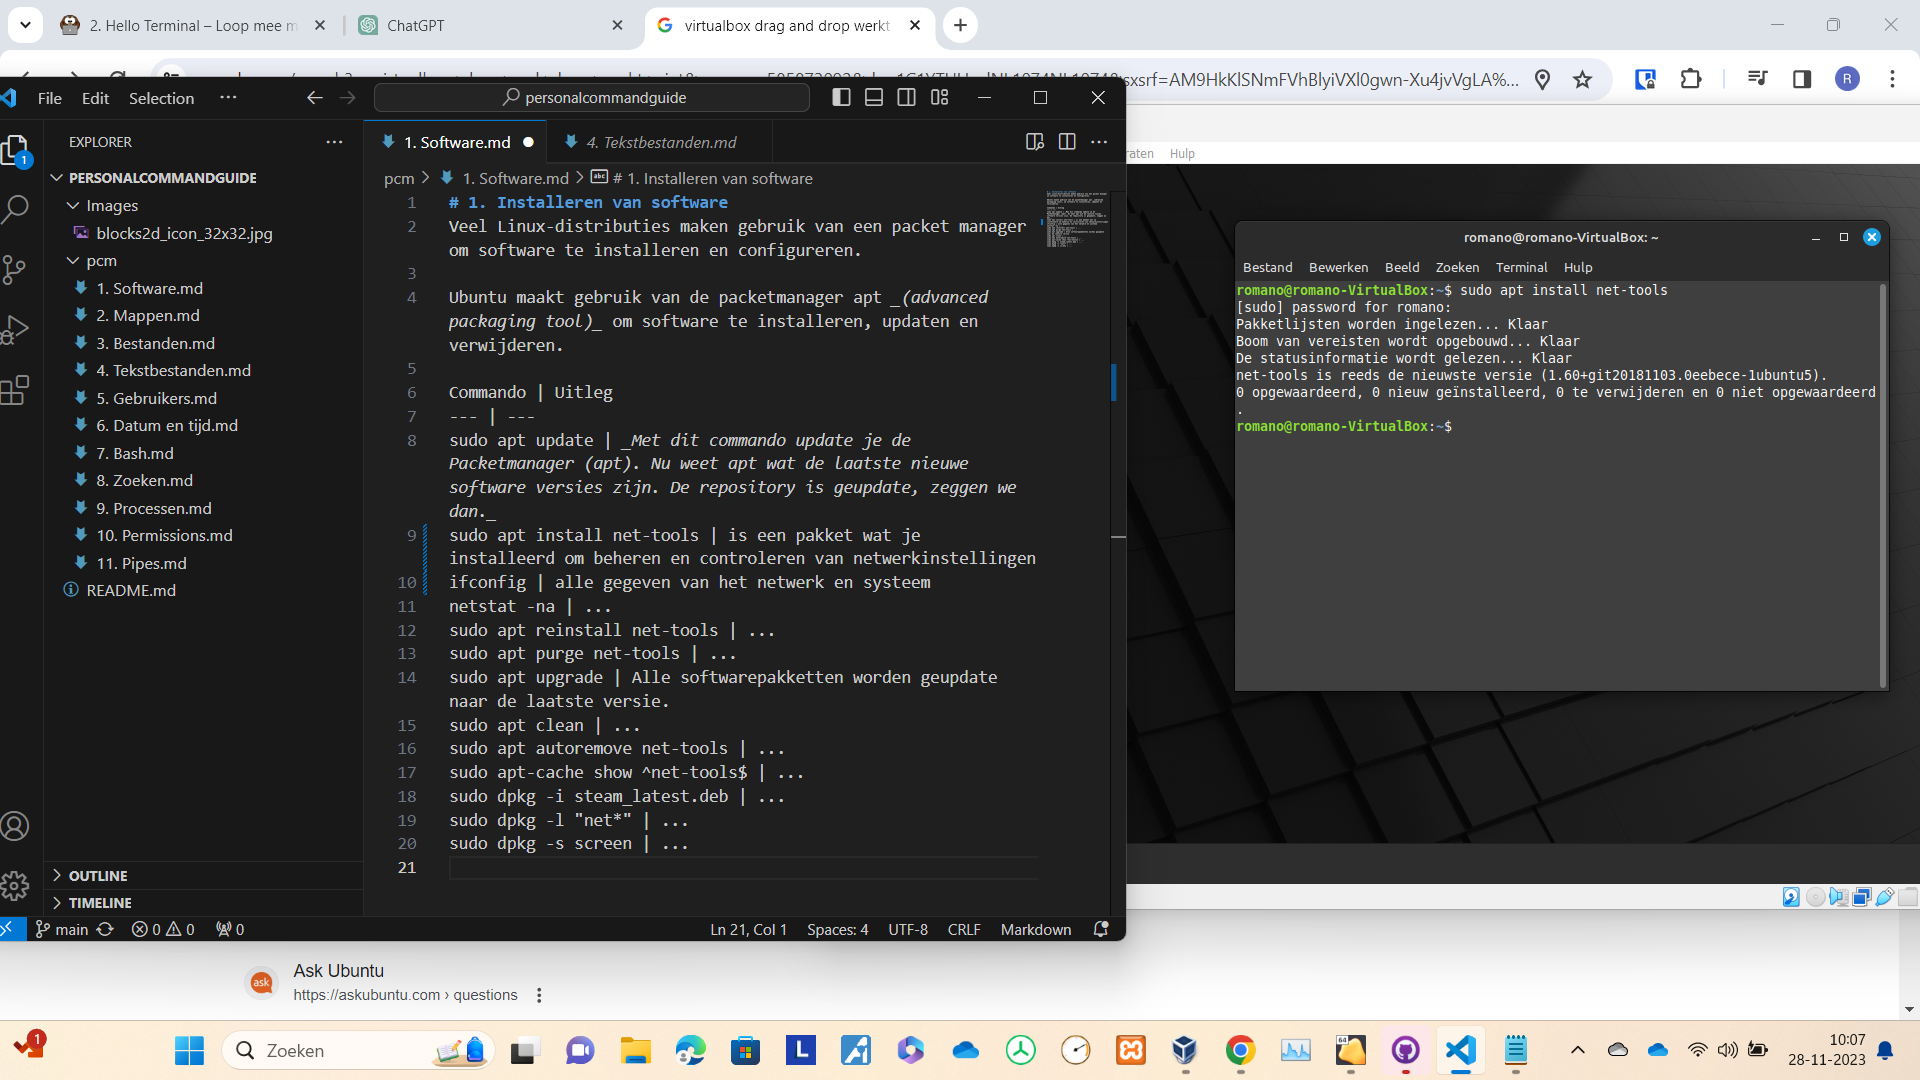 2. Hello Terminal – Loop mee m
ChatGPT
virtualbox drag and drop werkt
sxsrf=AM9HkKlSNmFVhBlyiVXl0gwn-Xu4jvVgLA%...
R
File Edit Selection ...
personalcommandguide
EXPLORER
1
PERSONALCOMMANDGUIDE
Images
blocks2d_icon_32x32.jpg
pcm
1. Software.md
2. Mappen.md
3. Bestanden.md
4. Tekstbestanden.md
5. Gebruikers.md
6. Datum en tijd.md
7. Bash.md
8. Zoeken.md
9. Processen.md
10. Permissions.md
11. Pipes.md
README.md
OUTLINE
TIMELINE
1. Software.md
4. Tekstbestanden.md
pcm > 1. Software.md > # 1. Installeren van software
1 # 1. Installeren van software
2 Veel Linux-distributies maken gebruik van een packet manager
om software te installeren en configureren.
3
4 Ubuntu maakt gebruik van de packetmanager apt _(advanced
packaging tool)_ om software te installeren, updaten en
verwijderen.
5
6 Commando | Uitleg
7 --- | ---
8 sudo apt update | _Met dit commando update je de
Packetmanager (apt). Nu weet apt wat de laatste nieuwe
software versies zijn. De repository is geupdate, zeggen we
dan._
9 sudo apt install net-tools | is een pakket wat je
installeerd om beheren en controleren van netwerkinstellingen
10 ifconfig | alle gegeven van het netwerk en systeem
11 netstat -na | ...
12 sudo apt reinstall net-tools | ...
13 sudo apt purge net-tools | ...
14 sudo apt upgrade | Alle softwarepakketten worden geupdate
naar de laatste versie.
15 sudo apt clean | ...
16 sudo apt autoremove net-tools | ...
17 sudo apt-cache show ^net-tools$ | ...
18 sudo dpkg -i steam_latest.deb | ...
19 sudo dpkg -l "net*" | ...
20 sudo dpkg -s screen | ...
21
main 0 0 0
Ln 21, Col 1 Spaces: 4 UTF-8 CRLF Markdown
raten Hulp
romano@romano-VirtualBox: ~
Bestand Bewerken Beeld Zoeken Terminal Hulp
romano@romano-VirtualBox:~$ sudo apt install net-tools
[sudo] password for romano:
Pakketlijsten worden ingelezen... Klaar
Boom van vereisten wordt opgebouwd... Klaar
De statusinformatie wordt gelezen... Klaar
net-tools is reeds de nieuwste versie (1.60+git20181103.0eebece-1ubuntu5).
0 opgewaardeerd, 0 nieuw geïnstalleerd, 0 te verwijderen en 0 niet opgewaardeerd
.
romano@romano-VirtualBox:~$
ask
Ask Ubuntu
https://askubuntu.com › questions
1
Zoeken
L
64
10:07
28-11-2023